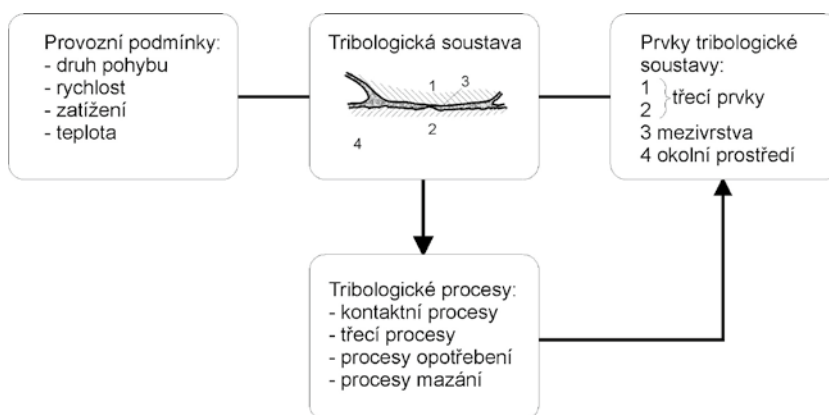 Provozní podmínky:
- druh pohybu
- rychlost
- zatížení
- teplota
Tribologická soustava
1
3
2
4
Prvky tribologické
soustavy:
1
2
třecí prvky
3 mezivrstva
4 okolní prostředí
Tribologické procesy:
- kontaktní procesy
- třecí procesy
- procesy opotřebení
- procesy mazání